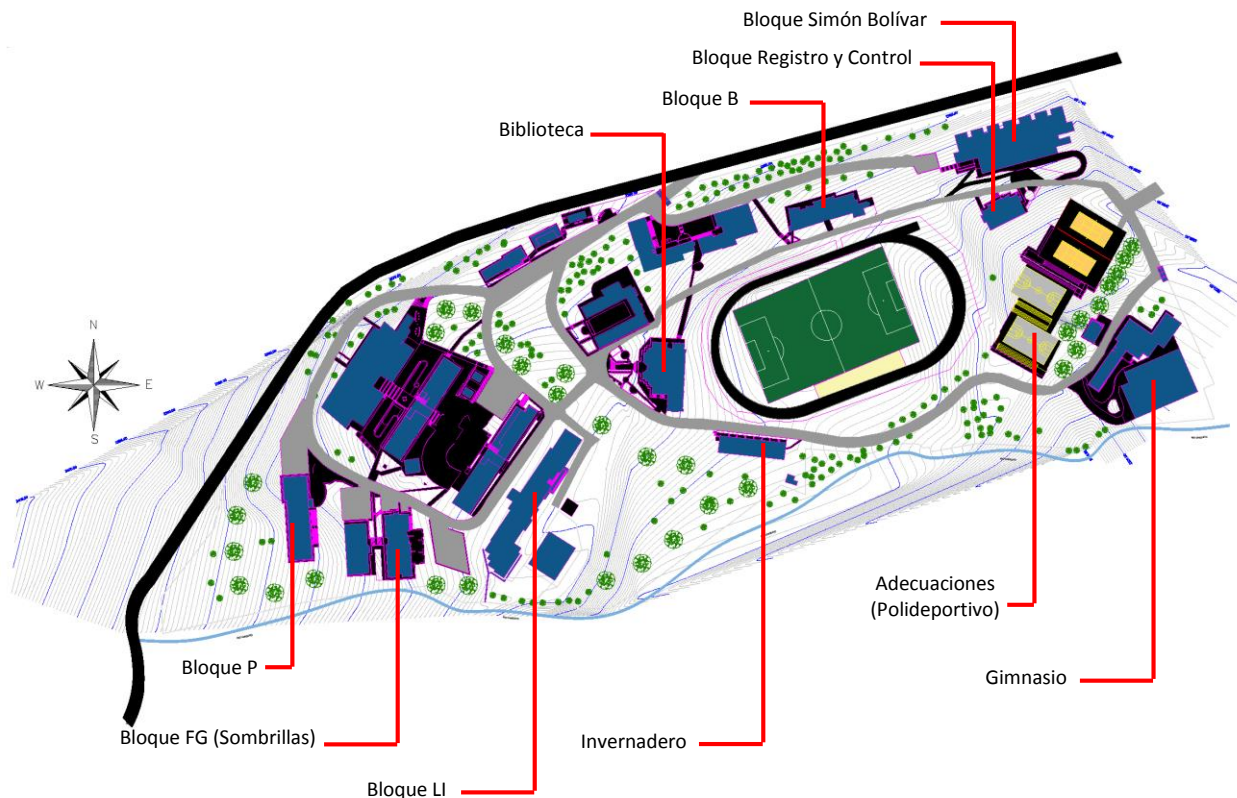 Bloque Simón Bolívar
Bloque Registro y Control
Bloque B
Biblioteca
N
W
E
S
Adecuaciones
(Polideportivo)
Bloque P
Gimnasio
Bloque FG (Sombrillas)
Invernadero
Bloque LI